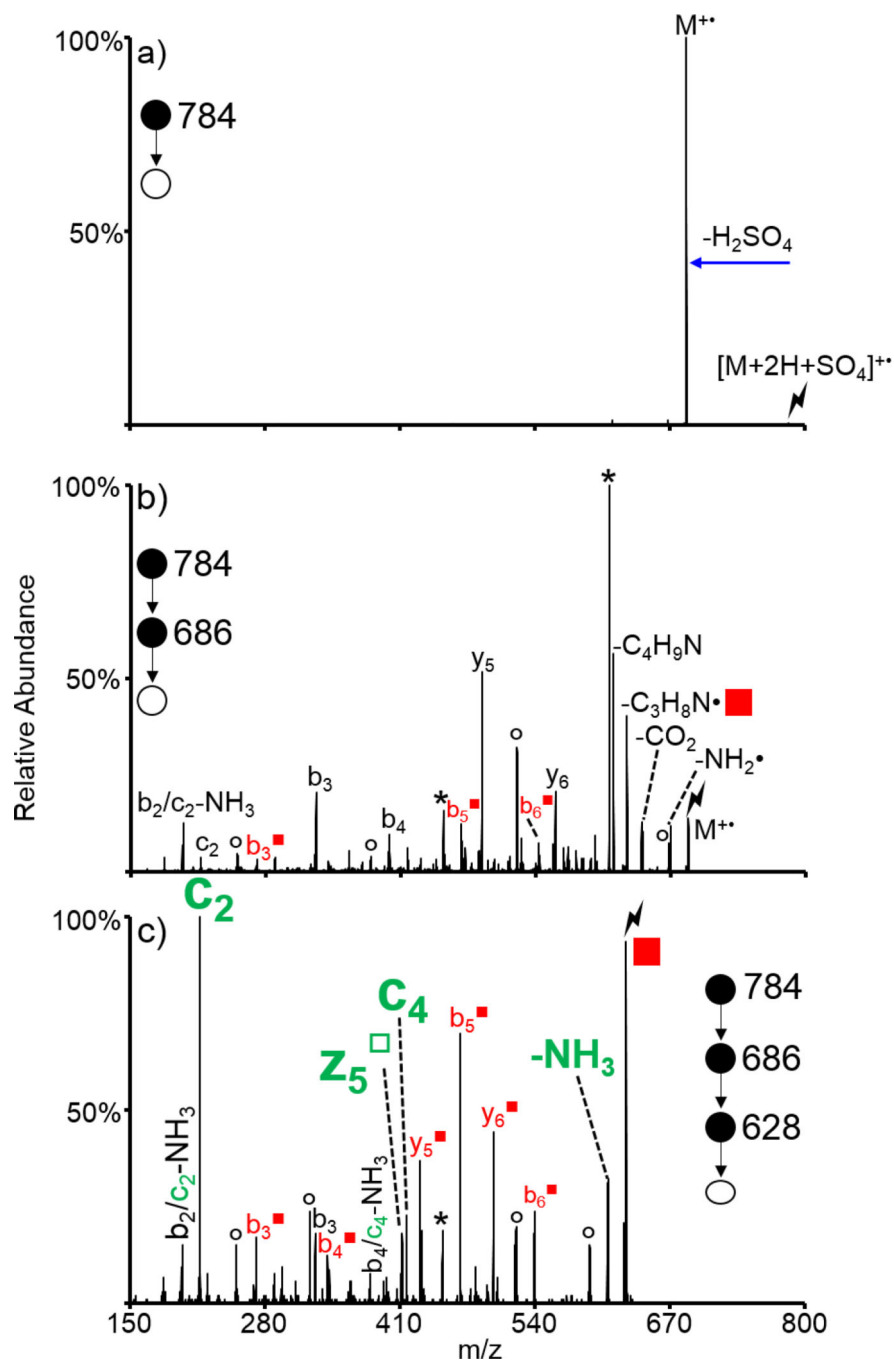 M⁺•
100%
a)
784
50%
-H₂SO₄
[M+2H+SO₄]⁺•
100%
b)
*
784
686
-C₄H₉N
50%
y₅
-C₃H₈N•
-CO₂
o
-NH₂•
b₃
y₆
b₂/c₂-NH₃
*
b₅
b₆
M⁺•
b₄
o
c₂
o
b₃
o
Relative Abundance
c₂
100%
c)
c₄
784
b₅
z₅
-NH₃
686
50%
y₆
628
y₅
b₂/c₂-NH₃
o
b₃
b₃
b₄
b₄/c₄-NH₃
*
b₆
o
o
o
150
280
410
540
670
800
m/z